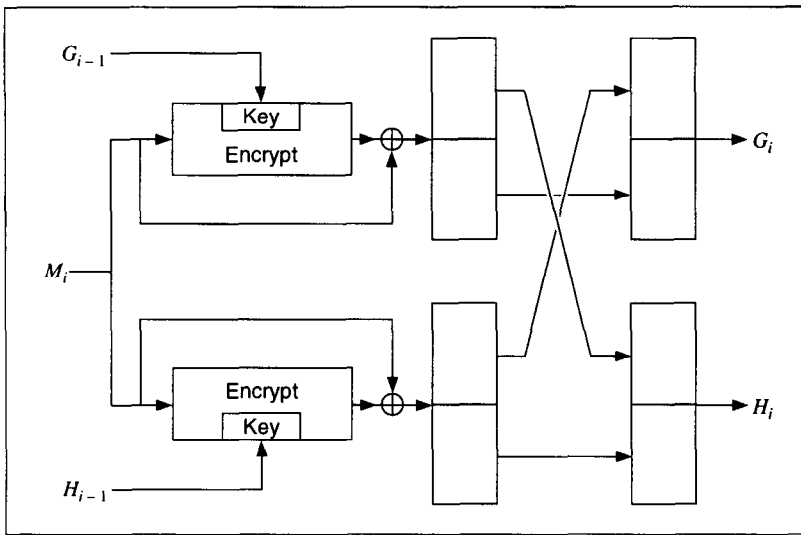 G_{i-1}
Key
Encrypt
G_i
M_i
Encrypt
Key
H_i
H_{i-1}